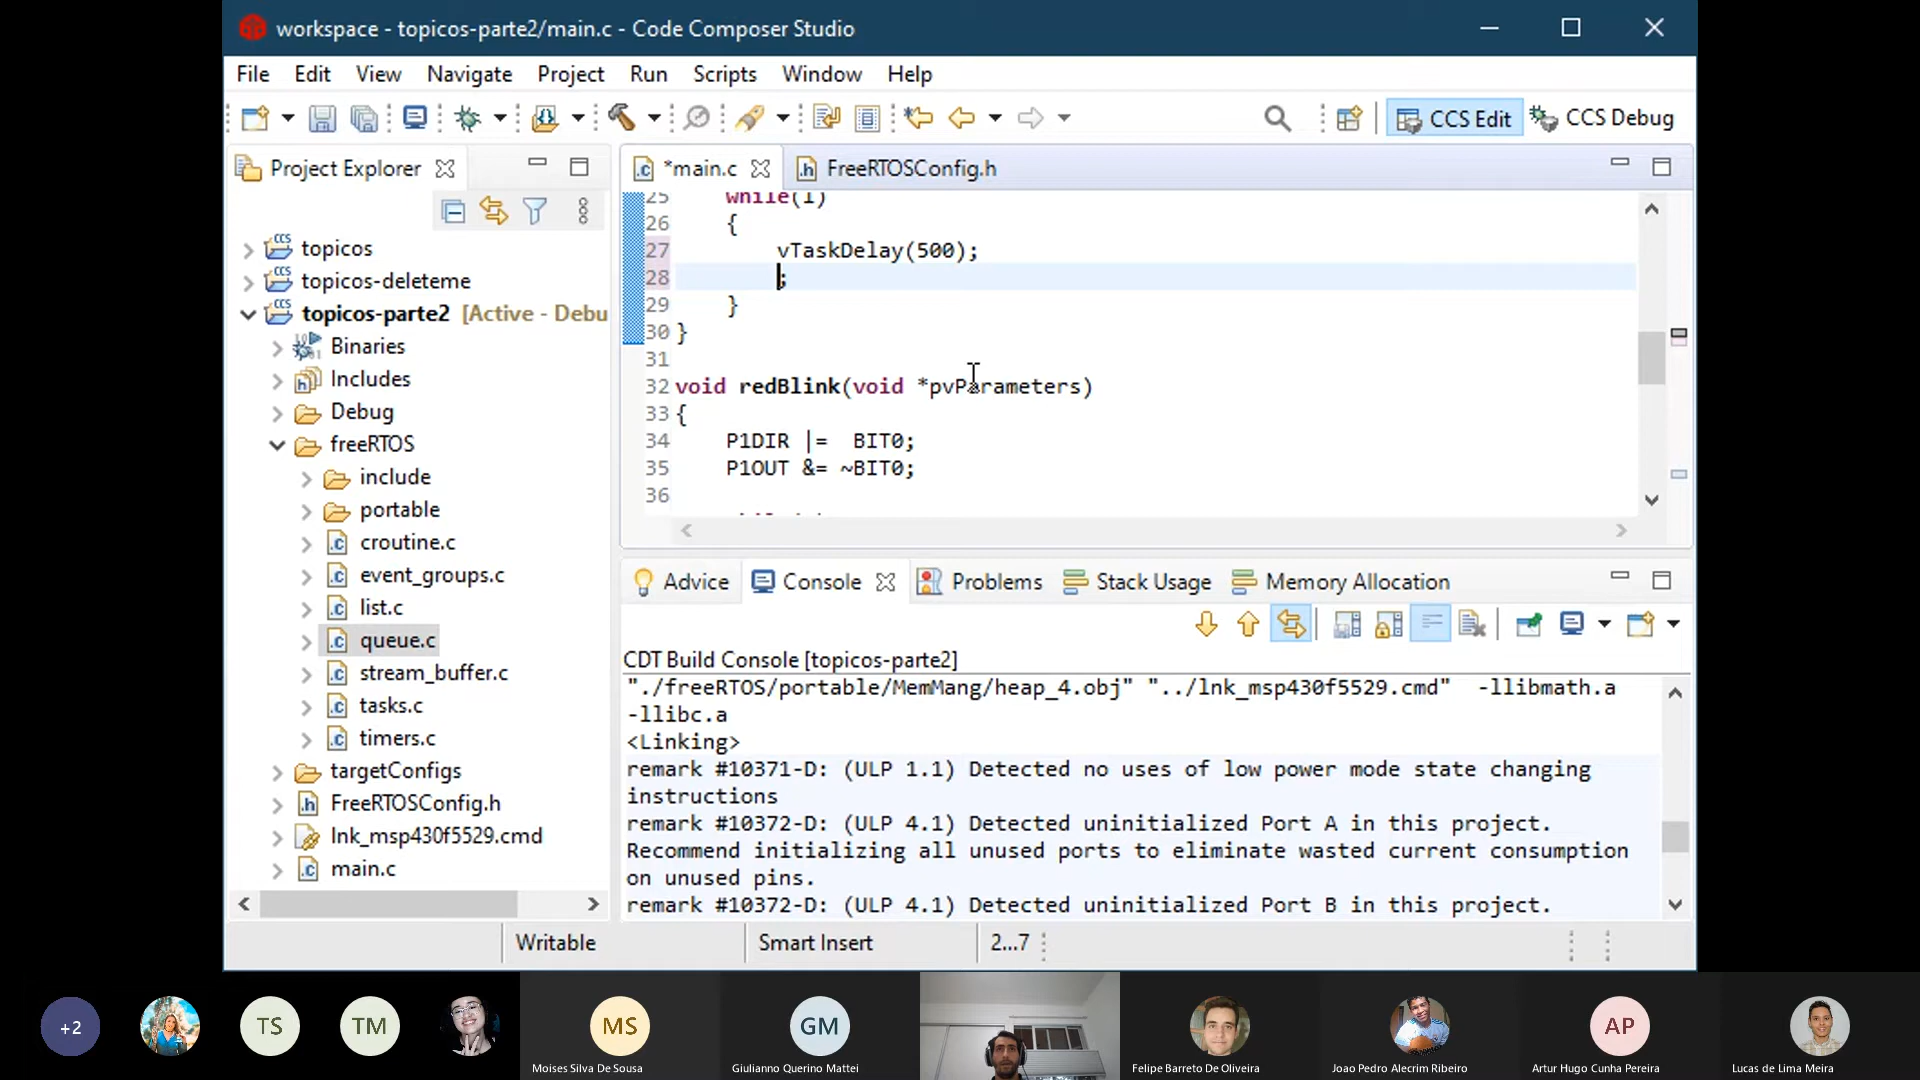 workspace - topicos-parte2/main.c - Code Composer Studio
File Edit View Navigate Project Run Scripts Window Help
CCS Edit CCS Debug
Project Explorer
topicos
topicos-deleteme
topicos-parte2 [Active - Debu
Binaries
Includes
Debug
freeRTOS
include
portable
croutine.c
event_groups.c
list.c
queue.c
stream_buffer.c
tasks.c
timers.c
targetConfigs
FreeRTOSConfig.h
lnk_msp430f5529.cmd
main.c
*main.c FreeRTOSConfig.h
25 while(1)
26 {
27 vTaskDelay(500);
28 ;
29 }
30 }
31
32 void redBlink(void *pvParameters)
33 {
34 P1DIR |= BIT0;
35 P1OUT &= ~BIT0;
36
Advice Console Problems Stack Usage Memory Allocation
CDT Build Console [topicos-parte2]
"./freeRTOS/portable/MemMang/heap_4.obj" "../lnk_msp430f5529.cmd" -llibmath.a
-llibc.a
<Linking>
remark #10371-D: (ULP 1.1) Detected no uses of low power mode state changing
instructions
remark #10372-D: (ULP 4.1) Detected uninitialized Port A in this project.
Recommend initializing all unused ports to eliminate wasted current consumption
on unused pins.
remark #10372-D: (ULP 4.1) Detected uninitialized Port B in this project.
Writable Smart Insert 2...7
+2 TS TM MS GM AP
Moises Silva De Sousa Giulianno Querino Mattei Felipe Barreto De Oliveira Joao Pedro Alecrim Ribeiro Artur Hugo Cunha Pereira Lucas de Lima Meira